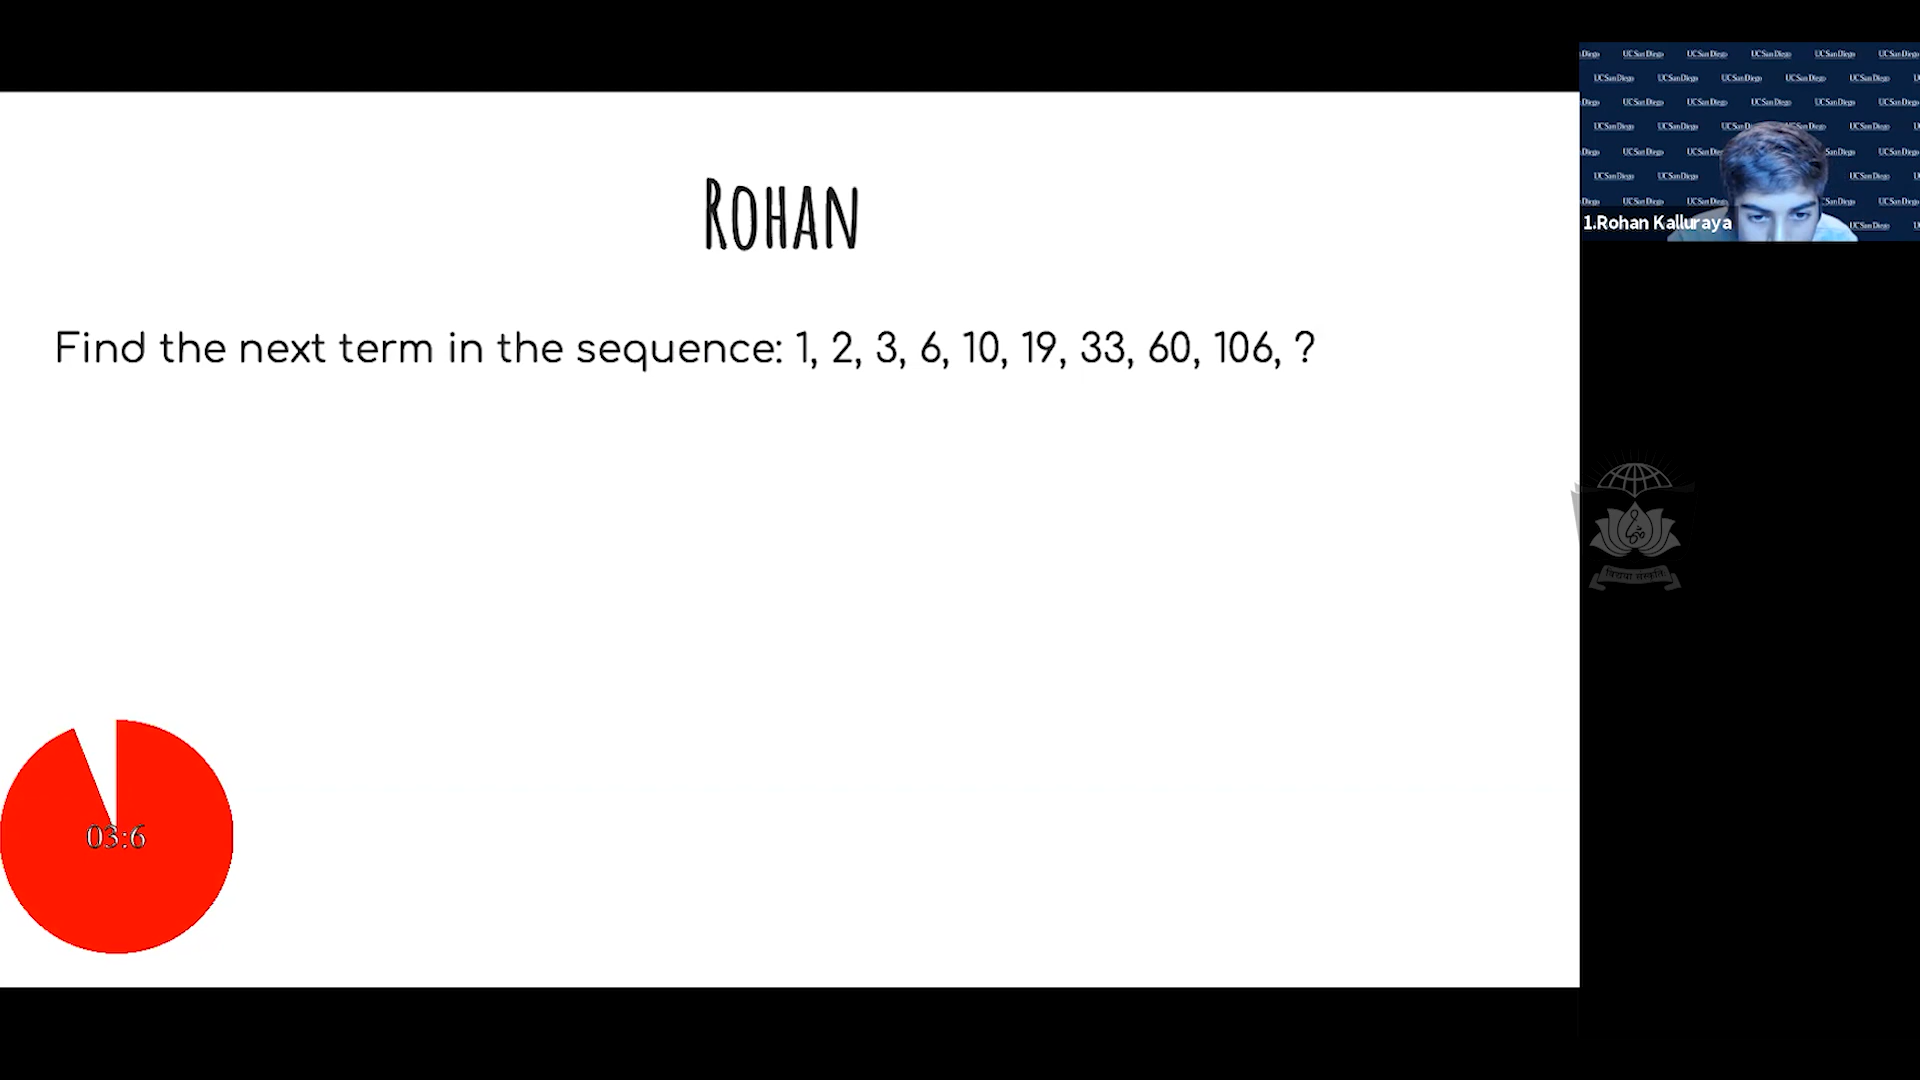 Rohan
Find the next term in the sequence: 1, 2, 3, 6, 10, 19, 33, 60, 106, ?
03:6
1.Rohan Kalluraya
UC San Diego
विद्यया संस्कृतिः